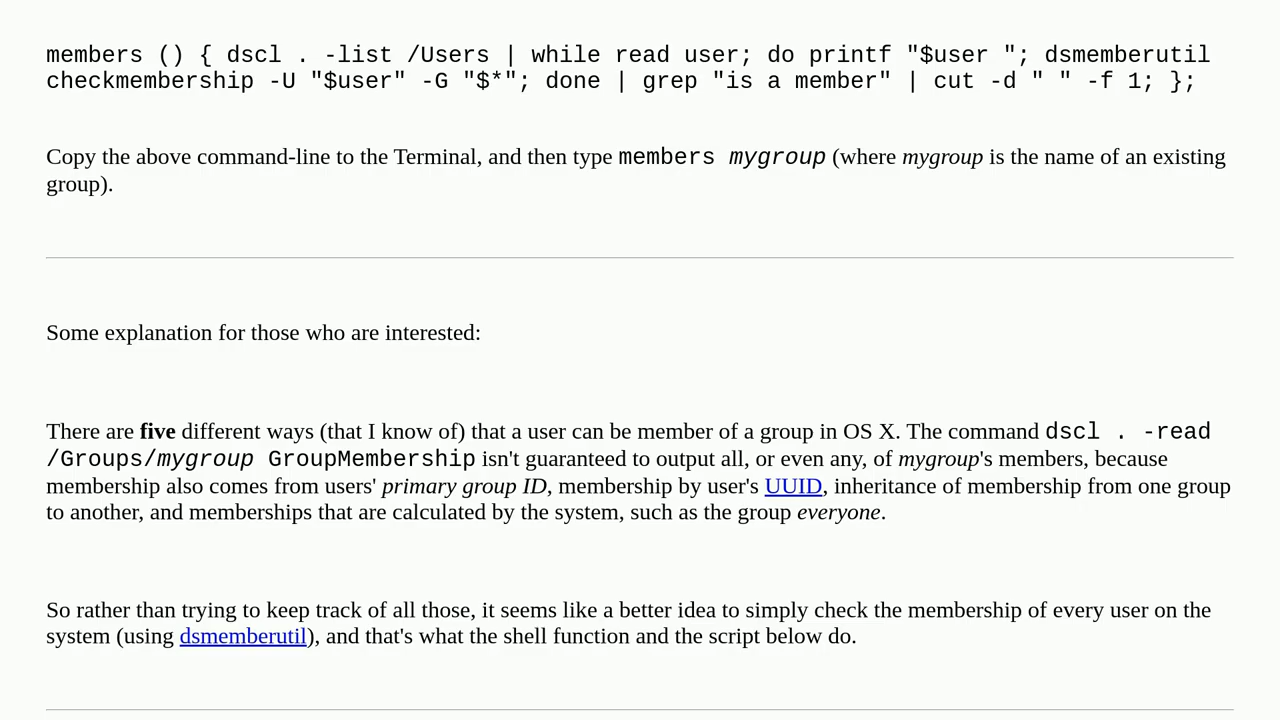 members () { dscl . -list /Users | while read user; do printf "$user "; dsmemberutil
checkmembership -U "$user" -G "$*"; done | grep "is a member" | cut -d " " -f 1; };
Copy the above command-line to the Terminal, and then type members mygroup (where mygroup is the name of an existing
group).
Some explanation for those who are interested:
There are five different ways (that I know of) that a user can be member of a group in OS X. The command dscl . -read
/Groups/mygroup GroupMembership isn't guaranteed to output all, or even any, of mygroup's members, because
membership also comes from users' primary group ID, membership by user's UUID, inheritance of membership from one group
to another, and memberships that are calculated by the system, such as the group everyone.
So rather than trying to keep track of all those, it seems like a better idea to simply check the membership of every user on the
system (using dsmemberutil), and that's what the shell function and the script below do.